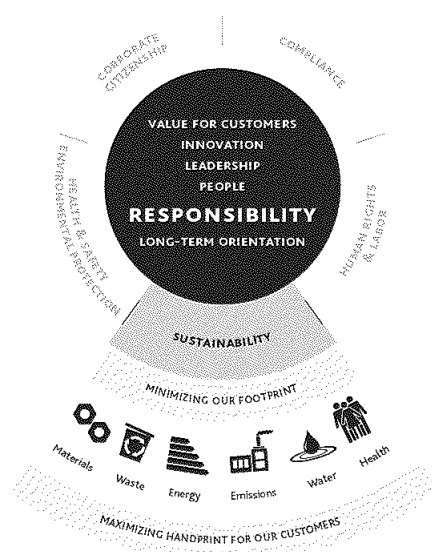 CORPORATE
CITIZENSHIP
COMPLIANCE
VALUE FOR CUSTOMERS
INNOVATION
LEADERSHIP
PEOPLE
RESPONSIBILITY
LONG-TERM ORIENTATION
HEALTH & SAFETY
ENVIRONMENTAL PROTECTION
HUMAN RIGHTS
& LABOR
SUSTAINABILITY
MINIMIZING OUR FOOTPRINT
Materials
Waste
Energy
Emissions
Water
Health
MAXIMIZING HANDPRINT FOR OUR CUSTOMERS